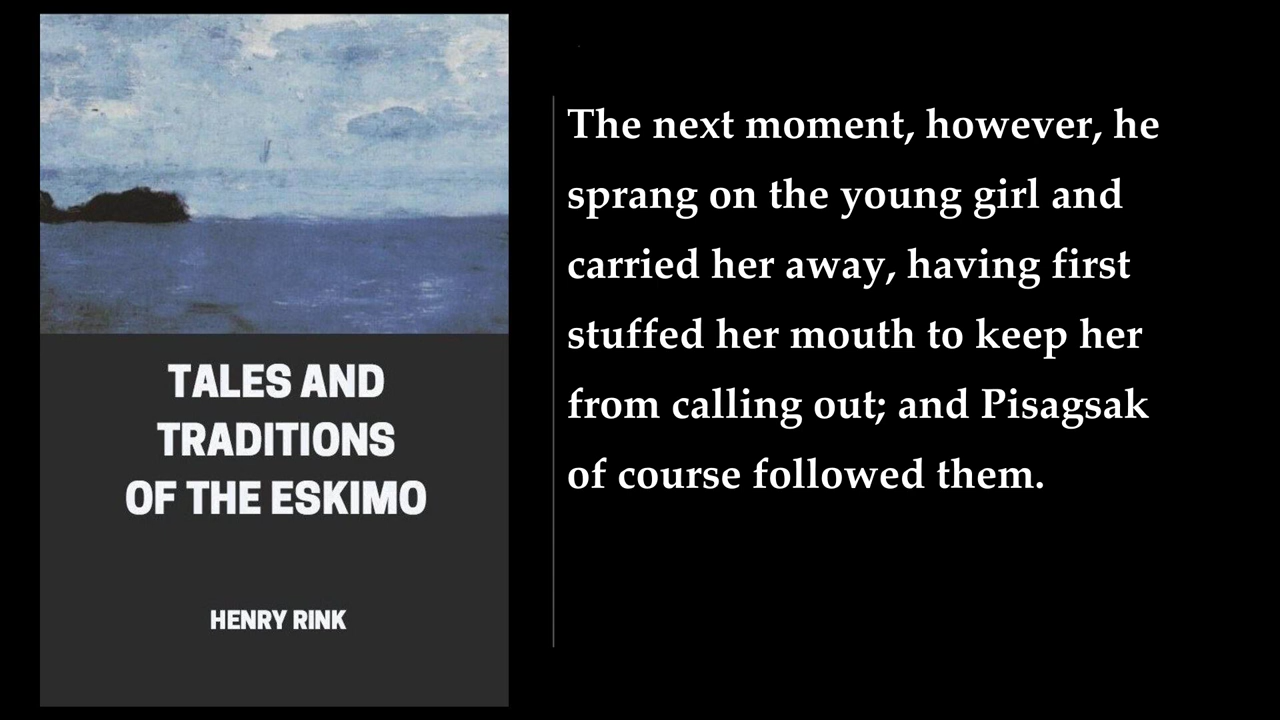 TALES AND
TRADITIONS
OF THE ESKIMO
HENRY RINK
The next moment, however, he
sprang on the young girl and
carried her away, having first
stuffed her mouth to keep her
from calling out; and Pisagsak
of course followed them.